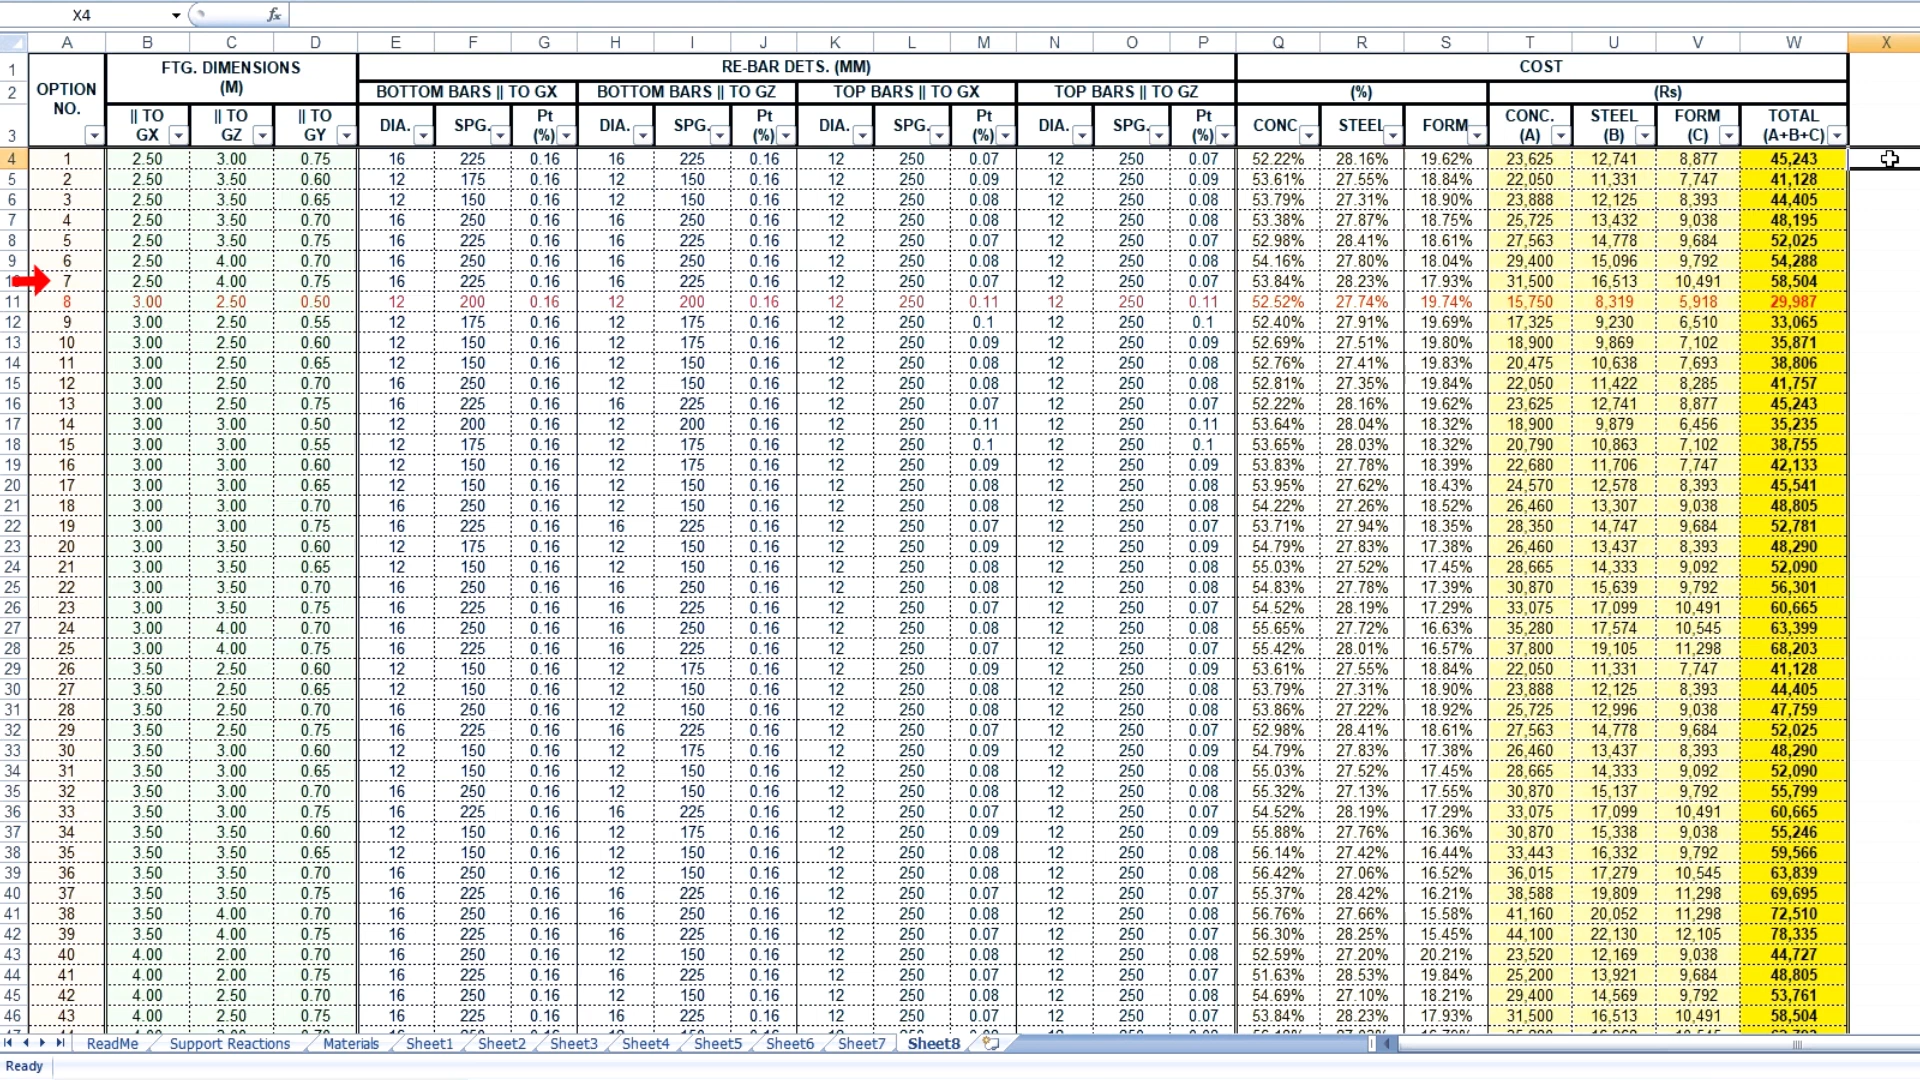 X4
A B C D E F G H I J K L M N O P Q R S T U V W X
1 OPTION NO. FTG. DIMENSIONS (M) RE-BAR DETS. (MM) COST
2 BOTTOM BARS || TO GX BOTTOM BARS || TO GZ TOP BARS || TO GX TOP BARS || TO GZ (%) (Rs)
3 || TO GX || TO GZ || TO GY DIA. SPG. Pt (%) DIA. SPG. Pt (%) DIA. SPG. Pt (%) DIA. SPG. Pt (%) CONC STEEL FORM CONC. (A) STEEL (B) FORM (C) TOTAL (A+B+C)
4 1 2.50 3.00 0.75 16 225 0.16 16 225 0.16 12 250 0.07 12 250 0.07 52.22% 28.16% 19.62% 23,625 12,741 8,877 45,243
5 2 2.50 3.50 0.60 12 175 0.16 12 150 0.16 12 250 0.09 12 250 0.09 53.61% 27.55% 18.84% 22,050 11,331 7,747 41,128
6 3 2.50 3.50 0.65 12 150 0.16 12 150 0.16 12 250 0.08 12 250 0.08 53.79% 27.31% 18.90% 23,888 12,125 8,393 44,405
7 4 2.50 3.50 0.70 16 250 0.16 16 250 0.16 12 250 0.08 12 250 0.08 53.38% 27.87% 18.75% 25,725 13,432 9,038 48,195
8 5 2.50 3.50 0.75 16 225 0.16 16 225 0.16 12 250 0.07 12 250 0.07 52.98% 28.41% 18.61% 27,563 14,778 9,684 52,025
9 6 2.50 4.00 0.70 16 250 0.16 16 250 0.16 12 250 0.08 12 250 0.08 54.16% 27.80% 18.04% 29,400 15,096 9,792 54,288
7 2.50 4.00 0.75 16 225 0.16 16 225 0.16 12 250 0.07 12 250 0.07 53.84% 28.23% 17.93% 31,500 16,513 10,491 58,504
11 8 3.00 2.50 0.50 12 200 0.16 12 200 0.16 12 250 0.11 12 250 0.11 52.52% 27.74% 19.74% 15,750 8,319 5,918 29,987
12 9 3.00 2.50 0.55 12 175 0.16 12 175 0.16 12 250 0.1 12 250 0.1 52.40% 27.91% 19.69% 17,325 9,230 6,510 33,065
13 10 3.00 2.50 0.60 12 150 0.16 12 175 0.16 12 250 0.09 12 250 0.09 52.69% 27.51% 19.80% 18,900 9,869 7,102 35,871
14 11 3.00 2.50 0.65 12 150 0.16 12 150 0.16 12 250 0.08 12 250 0.08 52.76% 27.41% 19.83% 20,475 10,638 7,693 38,806
15 12 3.00 2.50 0.70 16 250 0.16 12 150 0.16 12 250 0.08 12 250 0.08 52.81% 27.35% 19.84% 22,050 11,422 8,285 41,757
16 13 3.00 2.50 0.75 16 225 0.16 16 225 0.16 12 250 0.07 12 250 0.07 52.22% 28.16% 19.62% 23,625 12,741 8,877 45,243
17 14 3.00 3.00 0.50 12 200 0.16 12 200 0.16 12 250 0.11 12 250 0.11 53.64% 28.04% 18.32% 18,900 9,879 6,456 35,235
18 15 3.00 3.00 0.55 12 175 0.16 12 175 0.16 12 250 0.1 12 250 0.1 53.65% 28.03% 18.32% 20,790 10,863 7,102 38,755
19 16 3.00 3.00 0.60 12 150 0.16 12 175 0.16 12 250 0.09 12 250 0.09 53.83% 27.78% 18.39% 22,680 11,706 7,747 42,133
20 17 3.00 3.00 0.65 12 150 0.16 12 150 0.16 12 250 0.08 12 250 0.08 53.95% 27.62% 18.43% 24,570 12,578 8,393 45,541
21 18 3.00 3.00 0.70 16 250 0.16 12 150 0.16 12 250 0.08 12 250 0.08 54.22% 27.26% 18.52% 26,460 13,307 9,038 48,805
22 19 3.00 3.00 0.75 16 225 0.16 16 225 0.16 12 250 0.07 12 250 0.07 53.71% 27.94% 18.35% 28,350 14,747 9,684 52,781
23 20 3.00 3.50 0.60 12 175 0.16 12 150 0.16 12 250 0.09 12 250 0.09 54.79% 27.83% 17.38% 26,460 13,437 8,393 48,290
24 21 3.00 3.50 0.65 12 150 0.16 12 150 0.16 12 250 0.08 12 250 0.08 55.03% 27.52% 17.45% 28,665 14,333 9,092 52,090
25 22 3.00 3.50 0.70 16 250 0.16 16 250 0.16 12 250 0.08 12 250 0.08 54.83% 27.78% 17.39% 30,870 15,639 9,792 56,301
26 23 3.00 3.50 0.75 16 225 0.16 16 225 0.16 12 250 0.07 12 250 0.07 54.52% 28.19% 17.29% 33,075 17,099 10,491 60,665
27 24 3.00 4.00 0.70 16 250 0.16 16 250 0.16 12 250 0.08 12 250 0.08 55.65% 27.72% 16.63% 35,280 17,574 10,545 63,399
28 25 3.00 4.00 0.75 16 225 0.16 16 225 0.16 12 250 0.07 12 250 0.07 55.42% 28.01% 16.57% 37,800 19,105 11,298 68,203
29 26 3.50 2.50 0.60 12 150 0.16 12 175 0.16 12 250 0.09 12 250 0.09 53.61% 27.55% 18.84% 22,050 11,331 7,747 41,128
30 27 3.50 2.50 0.65 12 150 0.16 12 150 0.16 12 250 0.08 12 250 0.08 53.79% 27.31% 18.90% 23,888 12,125 8,393 44,405
31 28 3.50 2.50 0.70 16 250 0.16 12 150 0.16 12 250 0.08 12 250 0.08 53.86% 27.22% 18.92% 25,725 12,996 9,038 47,759
32 29 3.50 2.50 0.75 16 225 0.16 16 225 0.16 12 250 0.07 12 250 0.07 52.98% 28.41% 18.61% 27,563 14,778 9,684 52,025
33 30 3.50 3.00 0.60 12 150 0.16 12 175 0.16 12 250 0.09 12 250 0.09 54.79% 27.83% 17.38% 26,460 13,437 8,393 48,290
34 31 3.50 3.00 0.65 12 150 0.16 12 150 0.16 12 250 0.08 12 250 0.08 55.03% 27.52% 17.45% 28,665 14,333 9,092 52,090
35 32 3.50 3.00 0.70 16 250 0.16 12 150 0.16 12 250 0.08 12 250 0.08 55.32% 27.13% 17.55% 30,870 15,137 9,792 55,799
36 33 3.50 3.00 0.75 16 225 0.16 16 225 0.16 12 250 0.07 12 250 0.07 54.52% 28.19% 17.29% 33,075 17,099 10,491 60,665
37 34 3.50 3.50 0.60 12 150 0.16 12 175 0.16 12 250 0.09 12 250 0.09 55.88% 27.76% 16.36% 30,870 15,338 9,038 55,246
38 35 3.50 3.50 0.65 12 150 0.16 12 150 0.16 12 250 0.08 12 250 0.08 56.14% 27.42% 16.44% 33,443 16,332 9,792 59,566
39 36 3.50 3.50 0.70 16 250 0.16 12 150 0.16 12 250 0.08 12 250 0.08 56.42% 27.06% 16.52% 36,015 17,279 10,545 63,839
40 37 3.50 3.50 0.75 16 225 0.16 16 225 0.16 12 250 0.07 12 250 0.07 55.37% 28.42% 16.21% 38,588 19,809 11,298 69,695
41 38 3.50 4.00 0.70 16 250 0.16 16 250 0.16 12 250 0.08 12 250 0.08 56.76% 27.66% 15.58% 41,160 20,052 11,298 72,510
42 39 3.50 4.00 0.75 16 225 0.16 16 225 0.16 12 250 0.07 12 250 0.07 56.30% 28.25% 15.45% 44,100 22,130 12,105 78,335
43 40 4.00 2.00 0.70 16 250 0.16 12 150 0.16 12 250 0.08 12 250 0.08 52.59% 27.20% 20.21% 23,520 12,169 9,038 44,727
44 41 4.00 2.00 0.75 16 225 0.16 16 225 0.16 12 250 0.07 12 250 0.07 51.63% 28.53% 19.84% 25,200 13,921 9,684 48,805
45 42 4.00 2.50 0.70 16 250 0.16 12 150 0.16 12 250 0.08 12 250 0.08 54.69% 27.10% 18.21% 29,400 14,569 9,792 53,761
46 43 4.00 2.50 0.75 16 225 0.16 16 225 0.16 12 250 0.07 12 250 0.07 53.84% 28.23% 17.93% 31,500 16,513 10,491 58,504
ReadMe Support Reactions Materials Sheet1 Sheet2 Sheet3 Sheet4 Sheet5 Sheet6 Sheet7 Sheet8
Ready